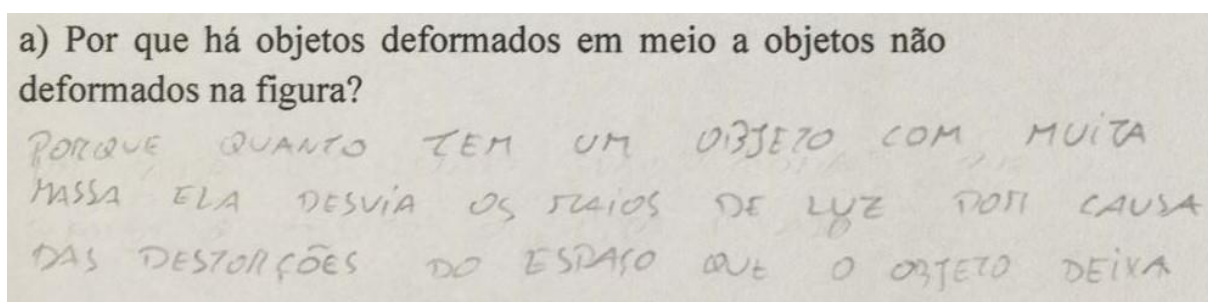 a) Por que há objetos deformados em meio a objetos não
deformados na figura?
PORQUE QUANTO TEM UM OBJETO COM MUITA
MASSA ELA DESVIA OS RAIOS DE LUZ POR CAUSA
DAS DESTORÇÕES DO ESPAÇO QUE O OBJETO DEIXA